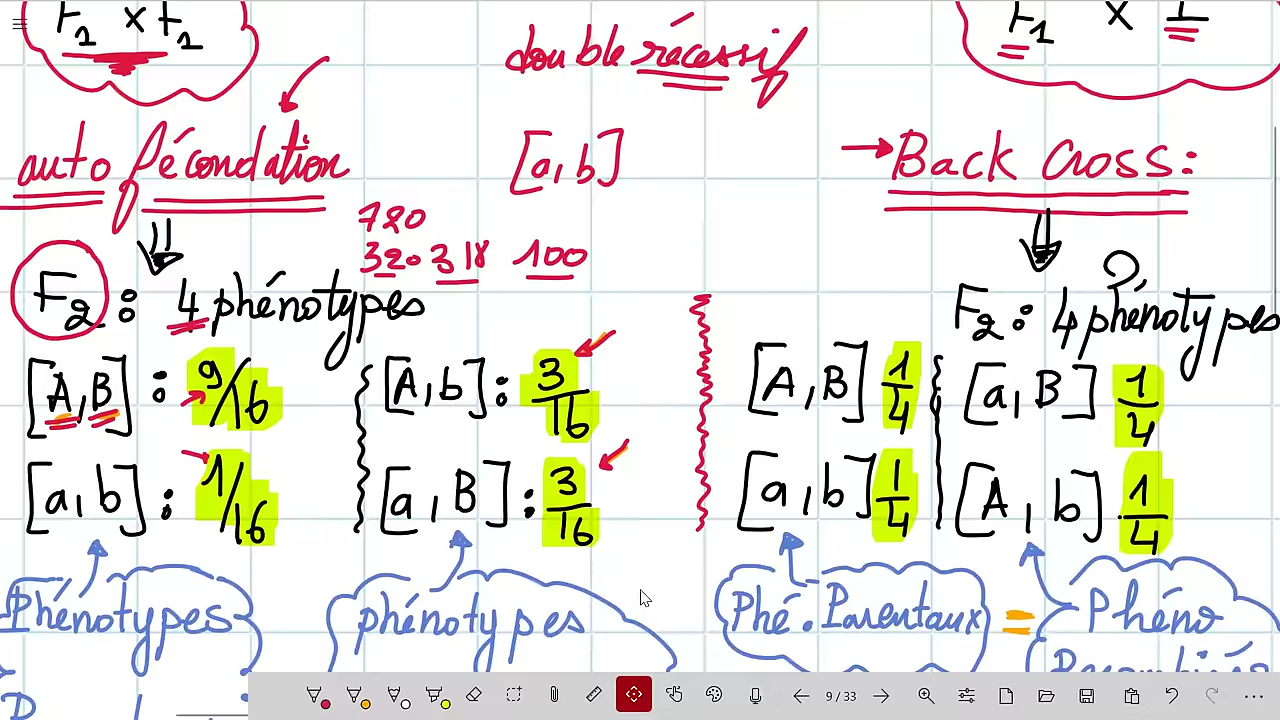 F1 x F1
double récessif
F1 x
auto fécondation
[a,b]
→ Back Cross:
720
320 318 100
F2 : 4 phénotypes
F2 : 4 phénotypes
[A,B] : 9/16
[A,b] : 3/16
[A,B] 1/4
[a,B] 1/4
[a,b] : 1/16
[a,B] : 3/16
[a,b] 1/4
[A,b] 1/4
Phénotypes
phénotypes
Phé. Parentaux = Phéno
Recombinés
9/33